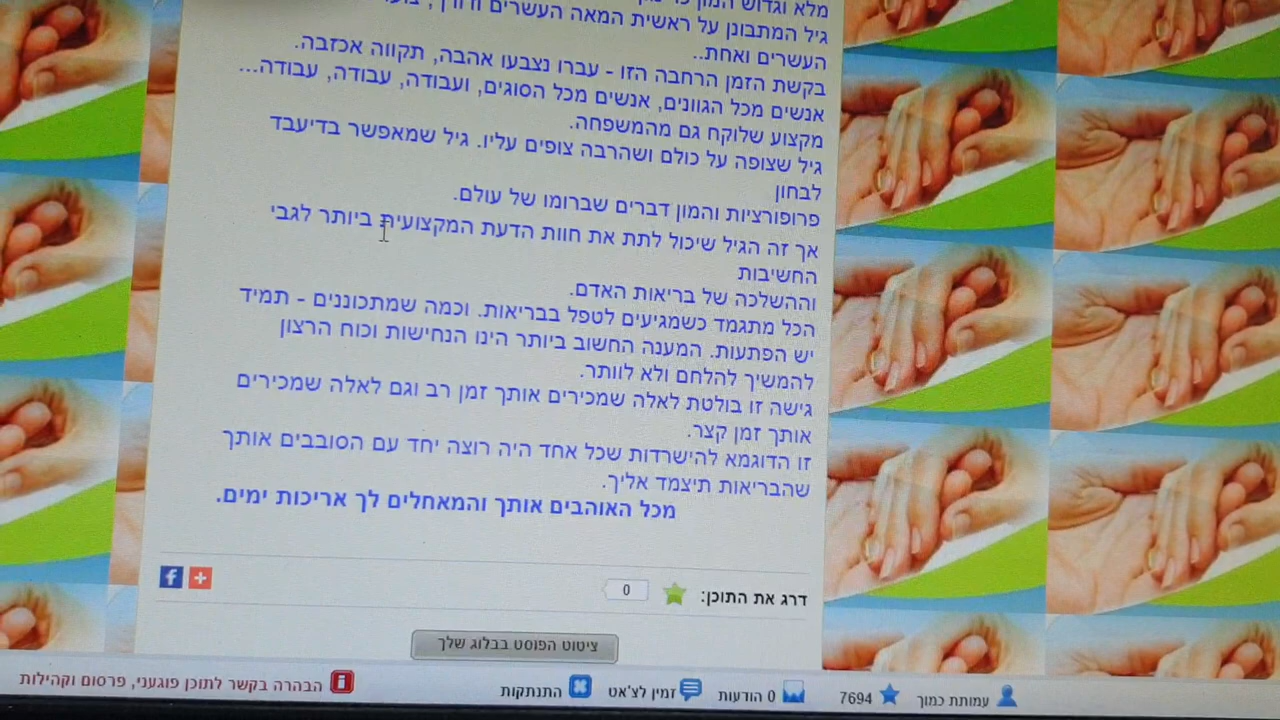 מלא וגדוש המון
גיל המתבונן על ראשית המאה העשרים ודורך,
העשרים ואחת..
בקשת הזמן הרחבה הזו - עברו נצבעו אהבה, תקווה אכזבה.
אנשים מכל הגוונים, אנשים מכל הסוגים, ועבודה, עבודה, עבודה...
מקצוע שלוקח גם מהמשפחה.
גיל שצופה על כולם ושהרבה צופים עליו. גיל שמאפשר בדיעבד
לבחון
פרופורציות והמון דברים שברומו של עולם.
אך זה הגיל שיכול לתת את חוות הדעת המקצועית ביותר לגבי
החשיבות
וההשלכה של בריאות האדם.
הכל מתגמד כשמגיעים לטפל בבריאות. וכמה שמתכוננים - תמיד
יש הפתעות. המענה החשוב ביותר הינו הנחישות וכוח הרצון
להמשיך להלחם ולא לוותר.
גישה זו בולטת לאלה שמכירים אותך זמן רב וגם לאלה שמכירים
אותך זמן קצר.
זו הדוגמא להישרדות שכל אחד היה רוצה יחד עם הסובבים אותך
שהבריאות תיצמד אליך.
מכל האוהבים אותך והמאחלים לך אריכות ימים.
דרג את התוכן: 0
ציטוט הפוסט בבלוג שלך
עמותת כמוך 7694 0 הודעות זמין לצ'אט התנתקות הבהרה בקשר לתוכן פוגעני, פרסום וקהילות